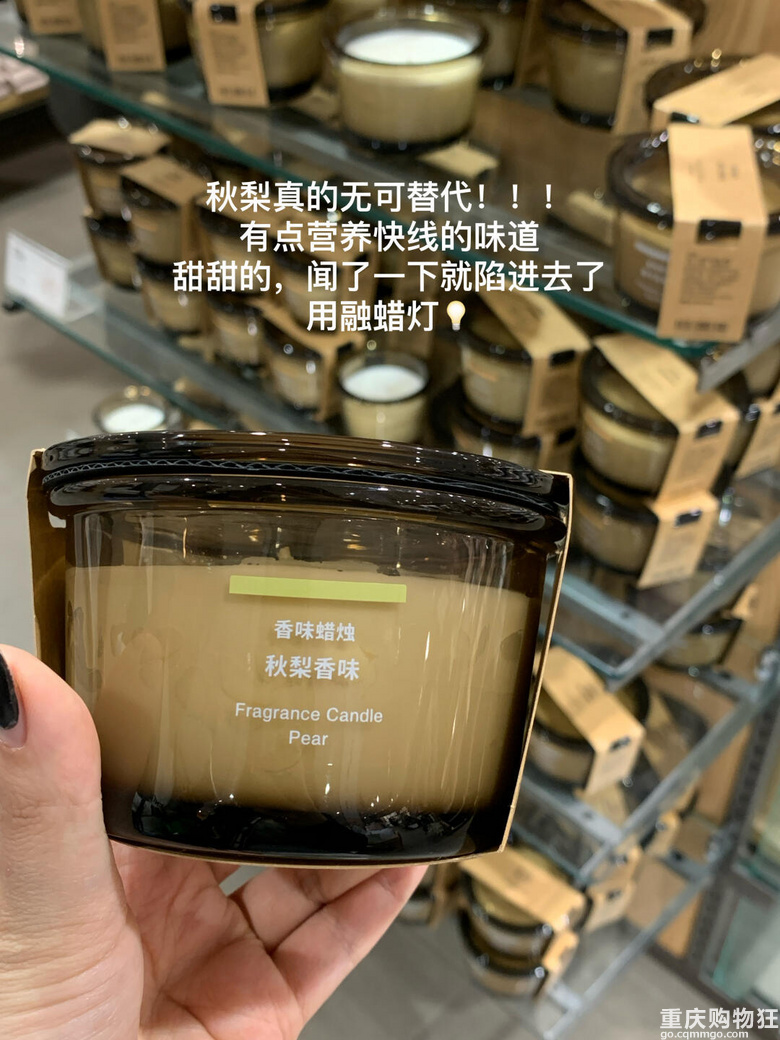 秋梨真的无可替代！！！
有点营养快线的味道
甜甜的，闻了一下就陷进去了
用融蜡灯💡
香味蜡烛
秋梨香味
Fragrance Candle
Pear
重庆购物狂
go.cqmmgo.com